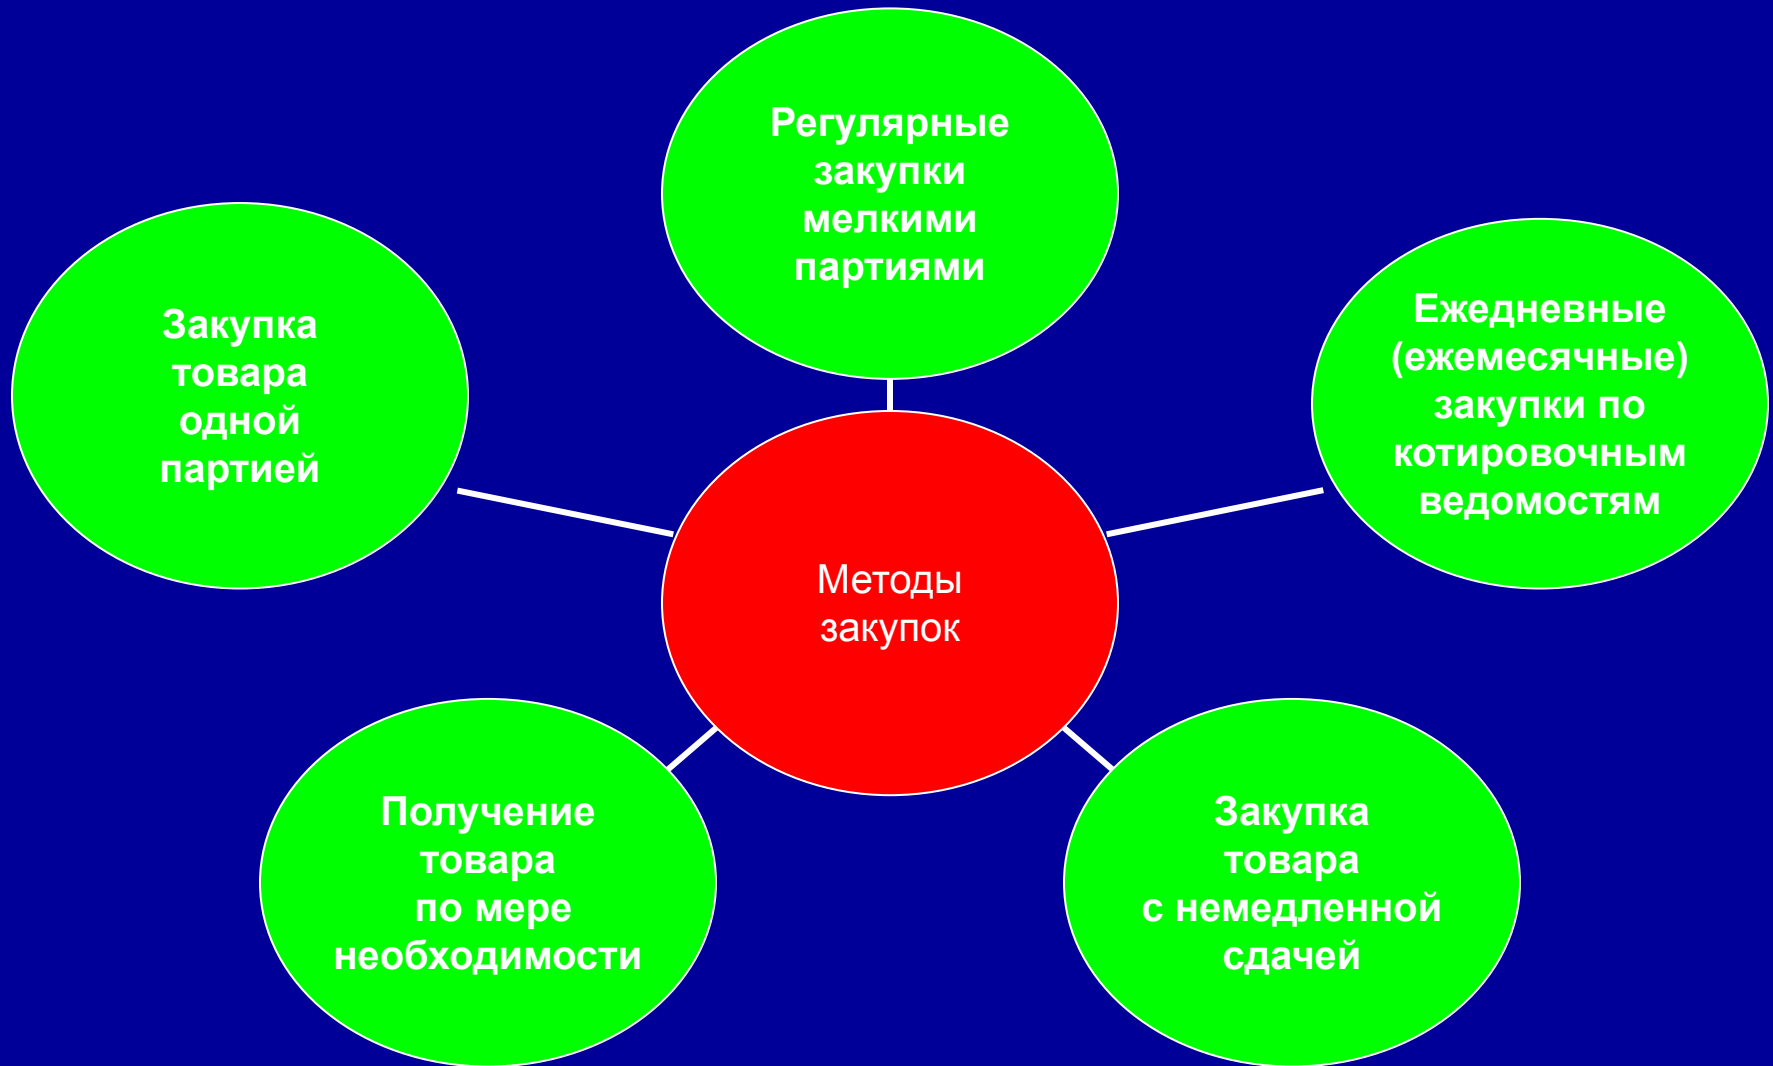 Регулярные
закупки
мелкими
партиями
Закупка
товара
одной
партией
Ежедневные
(ежемесячные)
закупки по
котировочным
ведомостям
Методы
закупок
Получение
товара
по мере
необходимости
Закупка
товара
с немедленной
сдачей